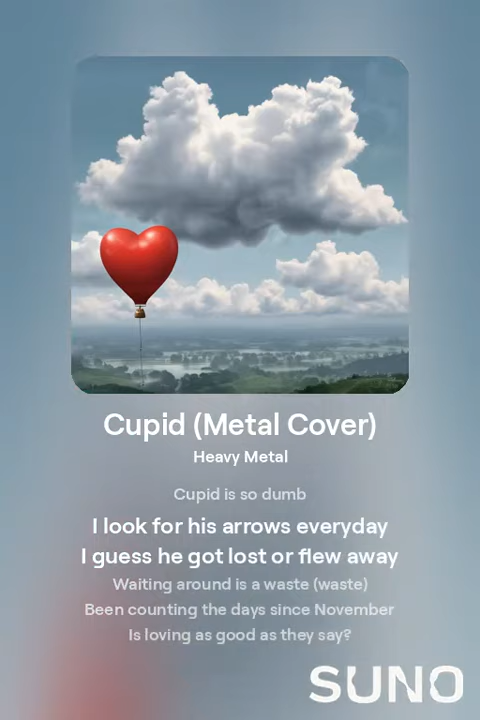 Cupid (Metal Cover)
Heavy Metal
Cupid is so dumb
I look for his arrows everyday
I guess he got lost or flew away
Waiting around is a waste (waste)
Been counting the days since November
Is loving as good as they say?
SUNO